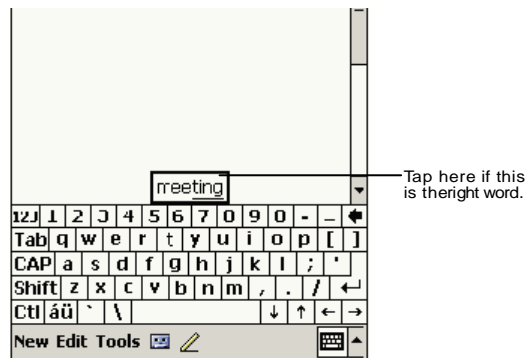 meeting
Tap here if this
is theright word.
123 1 2 3 4 5 6 7 8 9 0 - =
Tab q w e r t y u i o p [ ]
CAP a s d f g h j k l ; '
Shift z x c v b n m , . / ↵
Ctl áü ` \ ↓ ↑ ← →
New Edit Tools